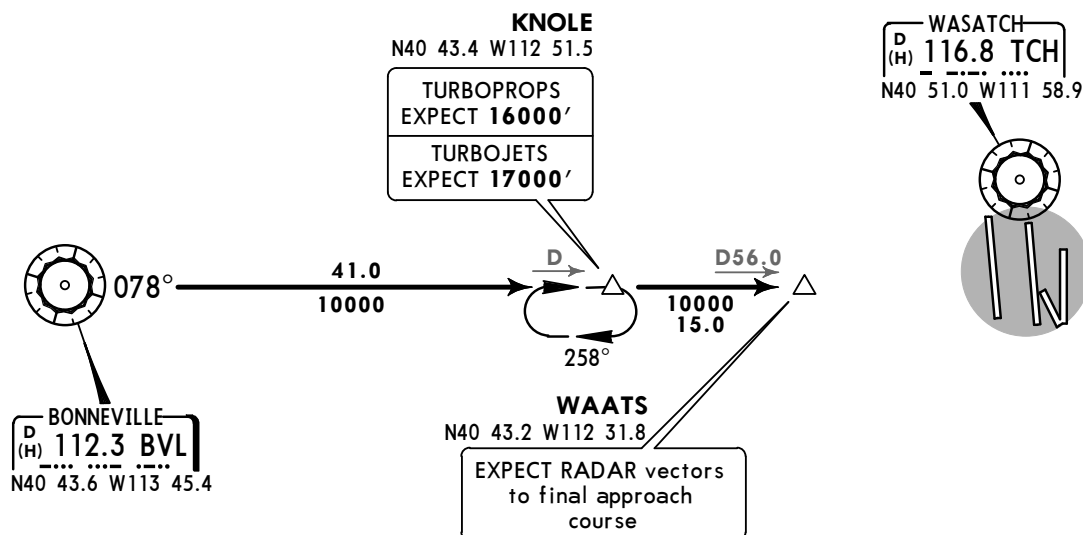 KNOLE
N40 43.4 W112 51.5
TURBOPROPS
EXPECT 16000'
TURBOJETS
EXPECT 17000'
WASATCH
D
(H) 116.8 TCH
N40 51.0 W111 58.9
078°
41.0
10000
D
D56.0
10000
15.0
258°
BONNEVILLE
D
(H) 112.3 BVL
N40 43.6 W113 45.4
WAATS
N40 43.2 W112 31.8
EXPECT RADAR vectors
to final approach
course